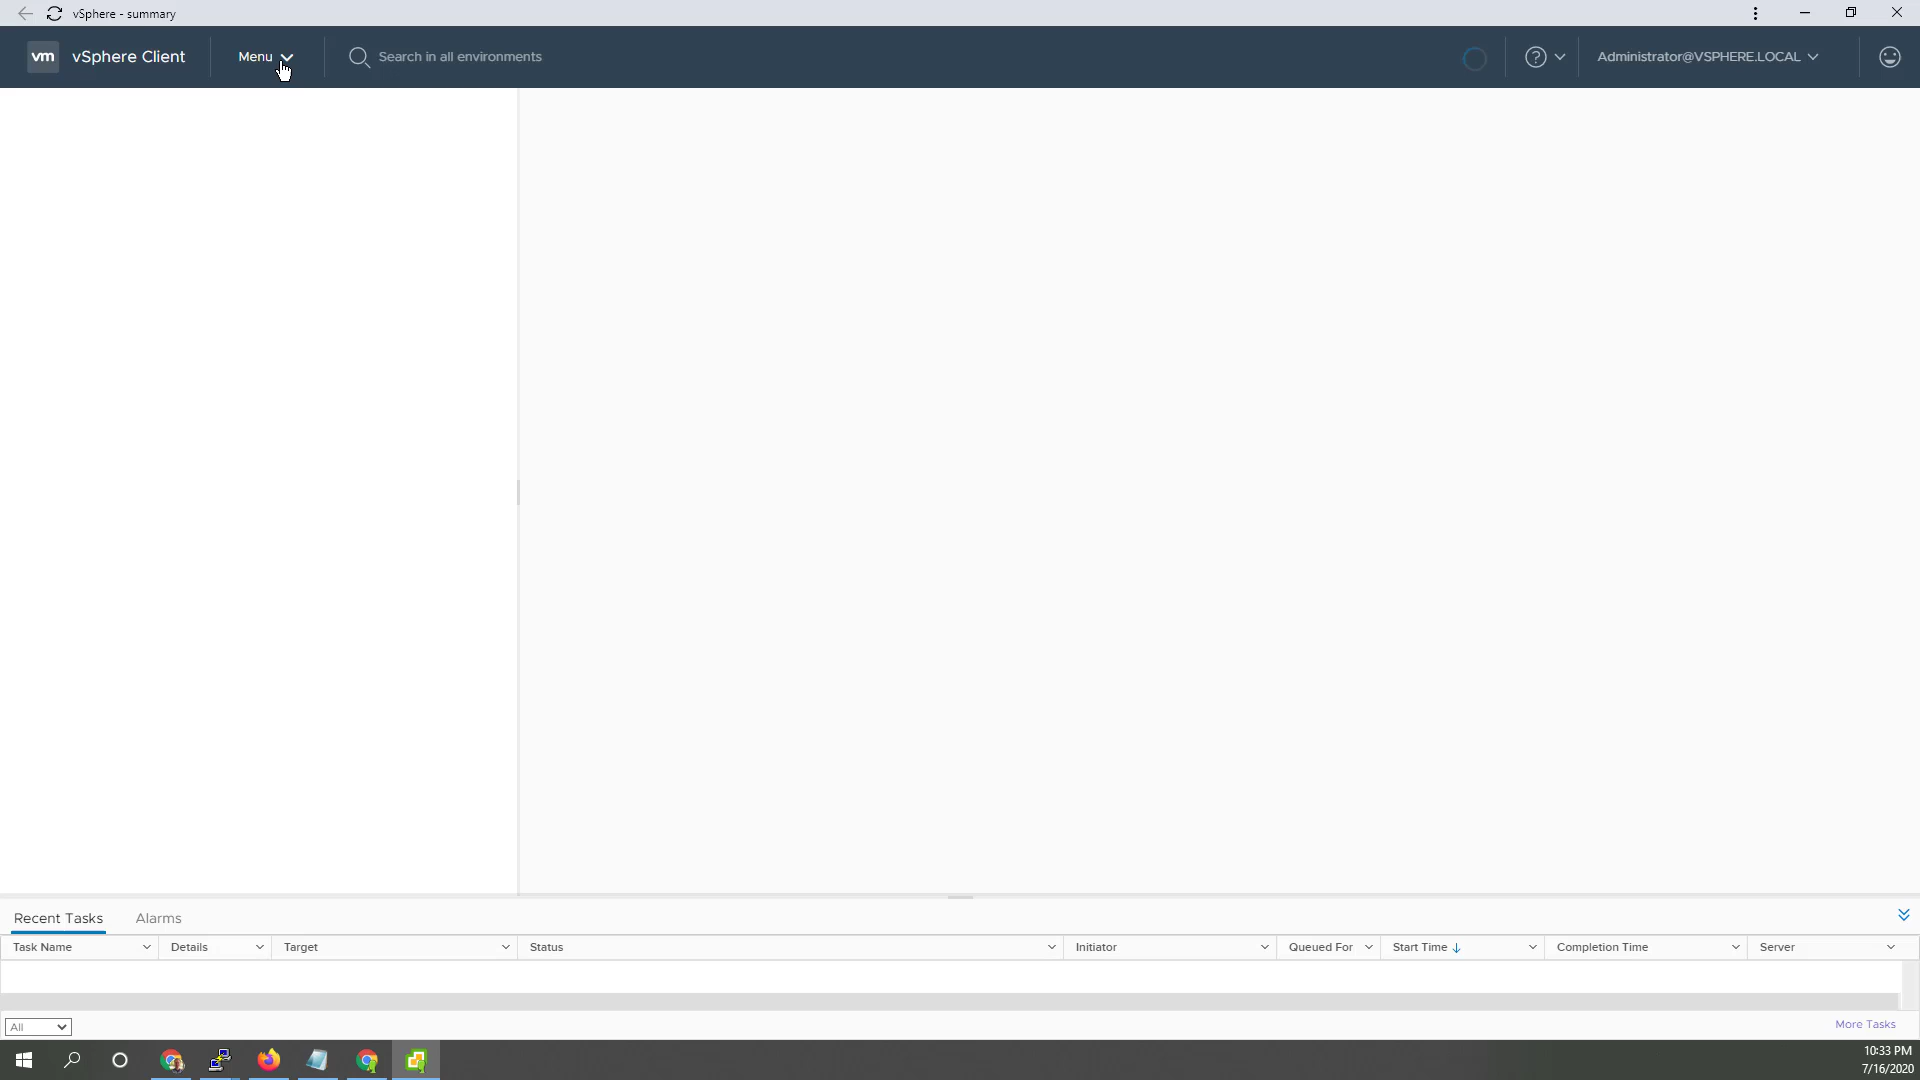 vSphere - summary
vm vSphere Client Menu Search in all environments Administrator@VSPHERE.LOCAL
Recent Tasks Alarms
Task Name Details Target Status Initiator Queued For Start Time Completion Time Server
All More Tasks
10:33 PM
7/16/2020